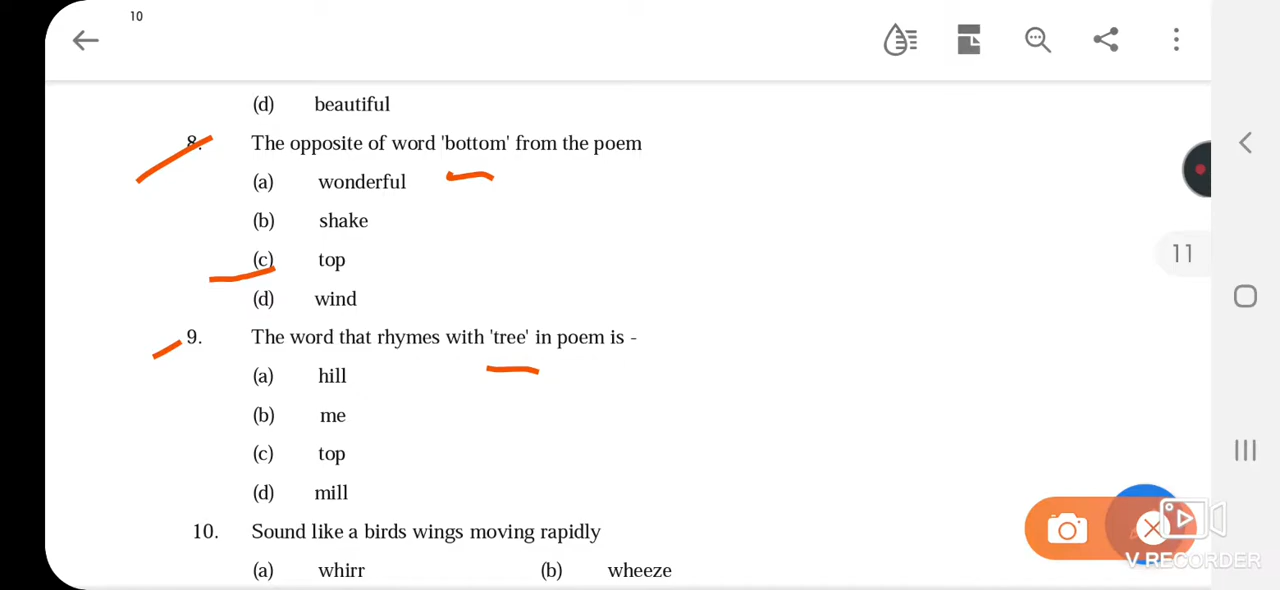 10
(d) beautiful
8. The opposite of word 'bottom' from the poem
(a) wonderful
(b) shake
(c) top
11
(d) wind
9. The word that rhymes with 'tree' in poem is -
(a) hill
(b) me
(c) top
(d) mill
10. Sound like a birds wings moving rapidly
V RECORDER
(a) whirr (b) wheeze